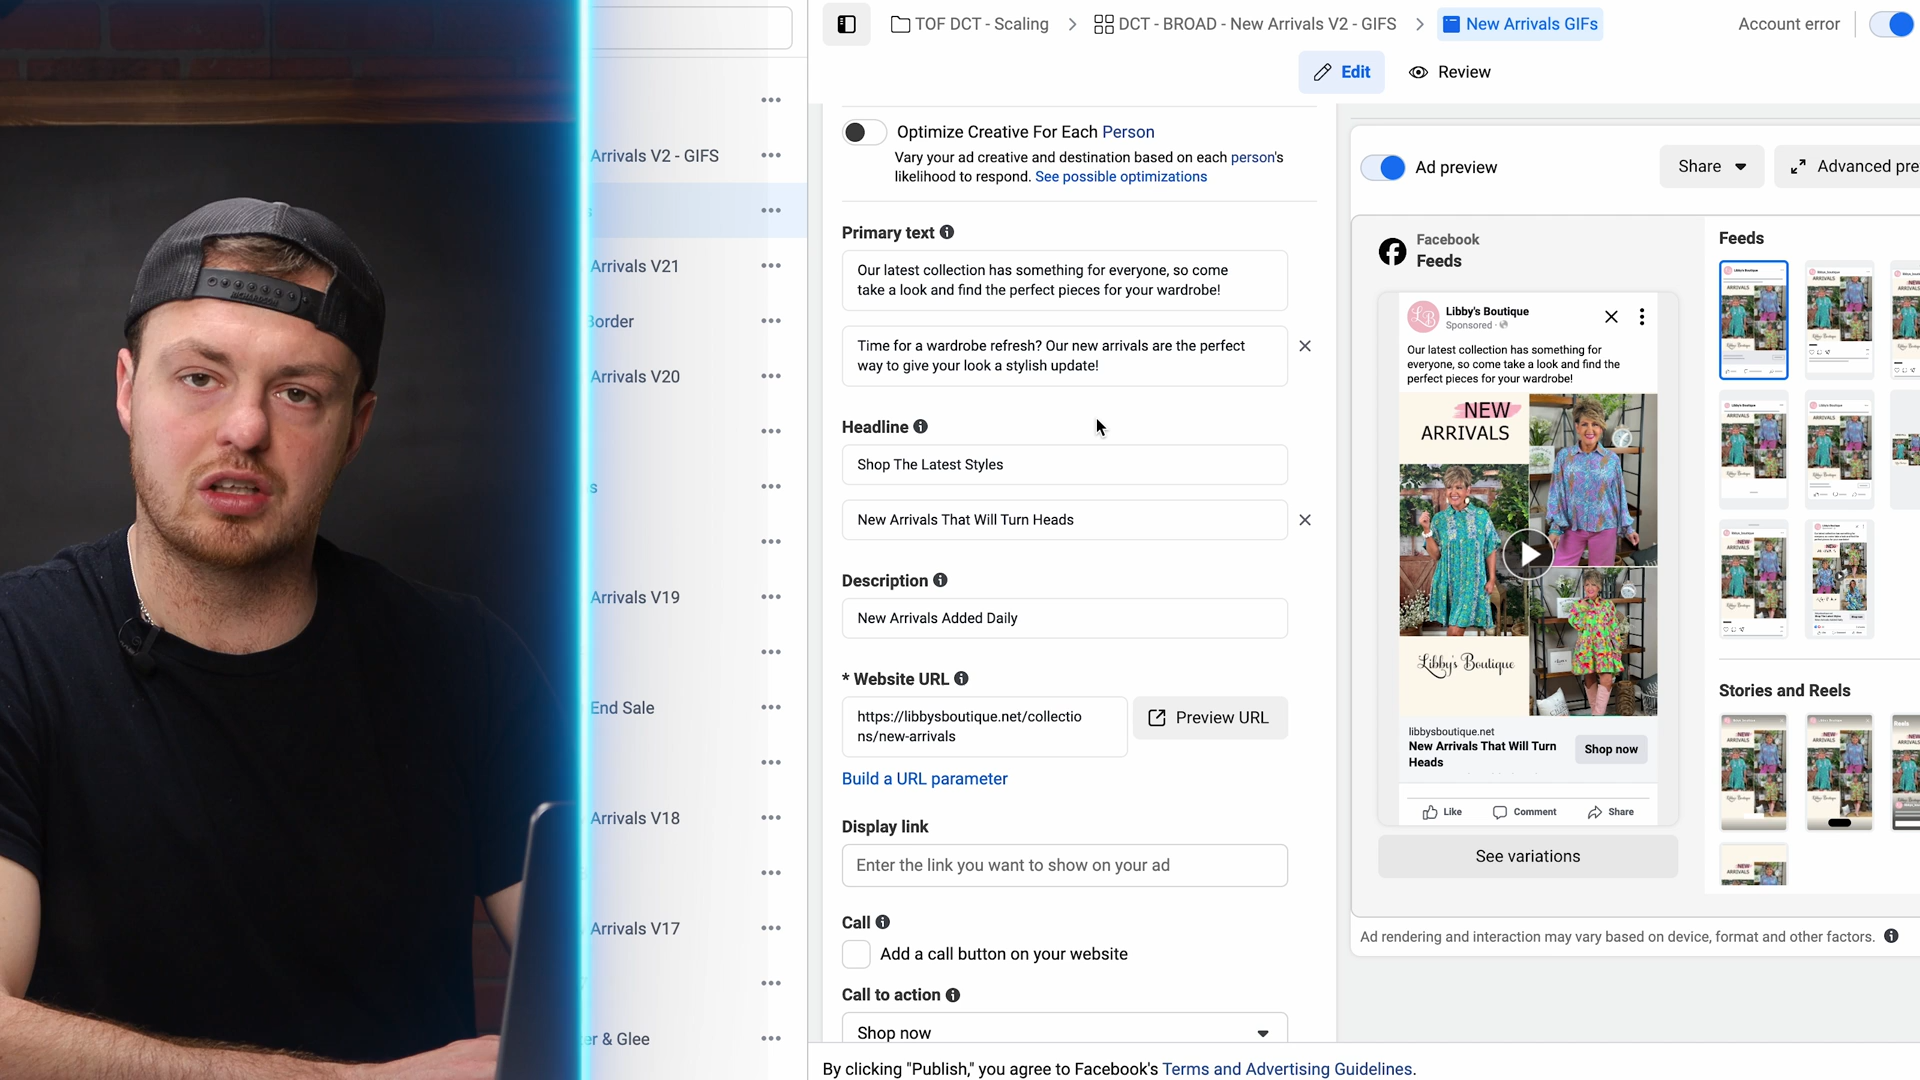 TOF DCT - Scaling
DCT - BROAD - New Arrivals V2 - GIFS
New Arrivals GIFs
Account error
Edit
Review
Arrivals V2 - GIFS
s
Arrivals V21
Border
Arrivals V20
s
Arrivals V19
End Sale
Arrivals V18
Arrivals V17
er & Glee
Optimize Creative For Each Person
Vary your ad creative and destination based on each person's
likelihood to respond. See possible optimizations
Primary text
Our latest collection has something for everyone, so come
take a look and find the perfect pieces for your wardrobe!
Time for a wardrobe refresh? Our new arrivals are the perfect
way to give your look a stylish update!
Headline
Shop The Latest Styles
New Arrivals That Will Turn Heads
Description
New Arrivals Added Daily
* Website URL
https://libbysboutique.net/collectio
ns/new-arrivals
Preview URL
Build a URL parameter
Display link
Enter the link you want to show on your ad
Call
Add a call button on your website
Call to action
Shop now
By clicking "Publish," you agree to Facebook's Terms and Advertising Guidelines.
Ad preview
Share
Advanced pre
Facebook
Feeds
LB
Libby's Boutique
Sponsored ·
Our latest collection has something for
everyone, so come take a look and find the
perfect pieces for your wardrobe!
NEW
ARRIVALS
Libby's Boutique
libbysboutique.net
New Arrivals That Will Turn
Heads
Shop now
Like
Comment
Share
See variations
Feeds
Stories and Reels
Ad rendering and interaction may vary based on device, format and other factors.